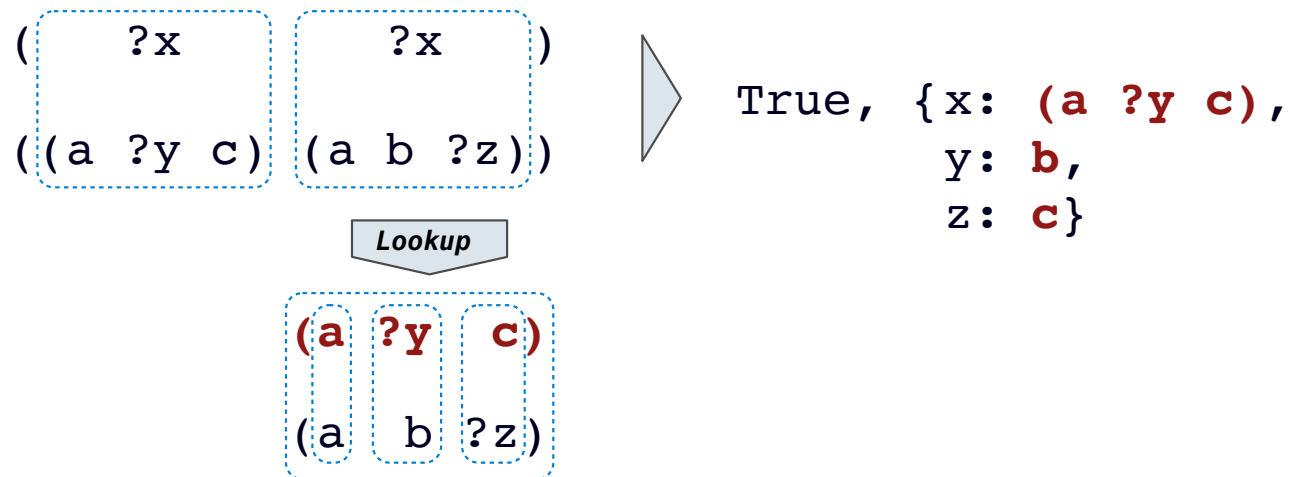 ( ?x ?x )
((a ?y c) (a b ?z))
True, {x: (a ?y c),
y: b,
z: c}
Lookup
(a ?y c)
(a b ?z)